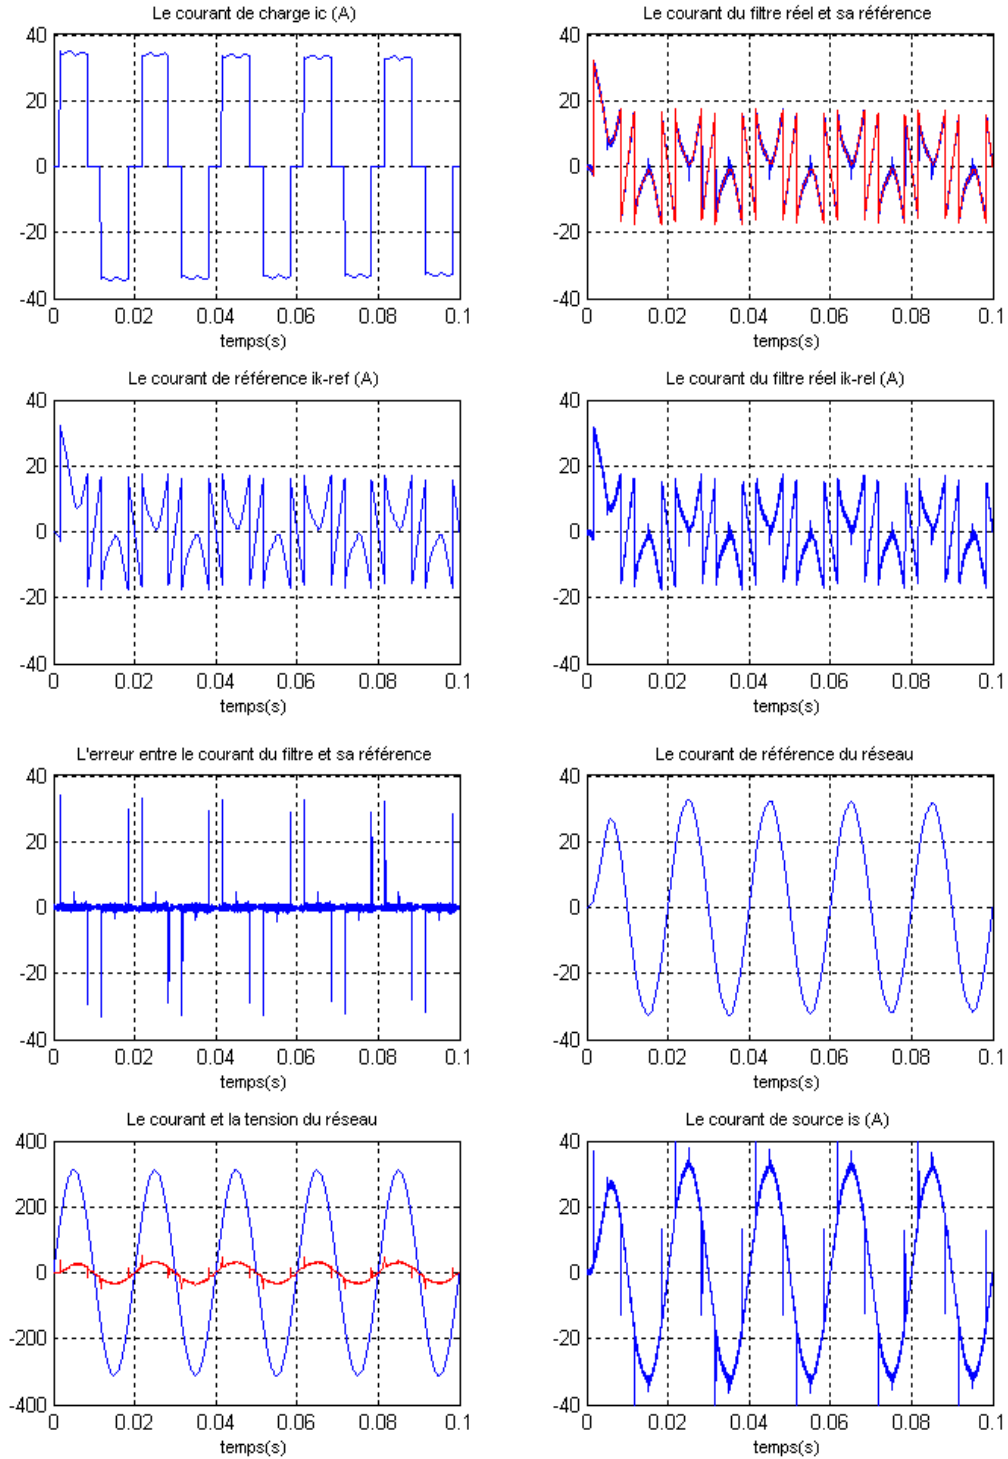 Le courant de charge ic (A)
40
20
0
-20
-40
0 0.02 0.04 0.06 0.08 0.1
temps(s)
Le courant du filtre réel et sa référence
40
20
0
-20
-40
0 0.02 0.04 0.06 0.08 0.1
temps(s)
Le courant de référence ik-ref (A)
40
20
0
-20
-40
0 0.02 0.04 0.06 0.08 0.1
temps(s)
Le courant du filtre réel ik-rel (A)
40
20
0
-20
-40
0 0.02 0.04 0.06 0.08 0.1
temps(s)
L'erreur entre le courant du filtre et sa référence
40
20
0
-20
-40
0 0.02 0.04 0.06 0.08 0.1
temps(s)
Le courant de référence du réseau
40
20
0
-20
-40
0 0.02 0.04 0.06 0.08 0.1
temps(s)
Le courant et la tension du réseau
400
200
0
-200
-400
0 0.02 0.04 0.06 0.08 0.1
temps(s)
Le courant de source is (A)
40
20
0
-20
-40
0 0.02 0.04 0.06 0.08 0.1
temps(s)